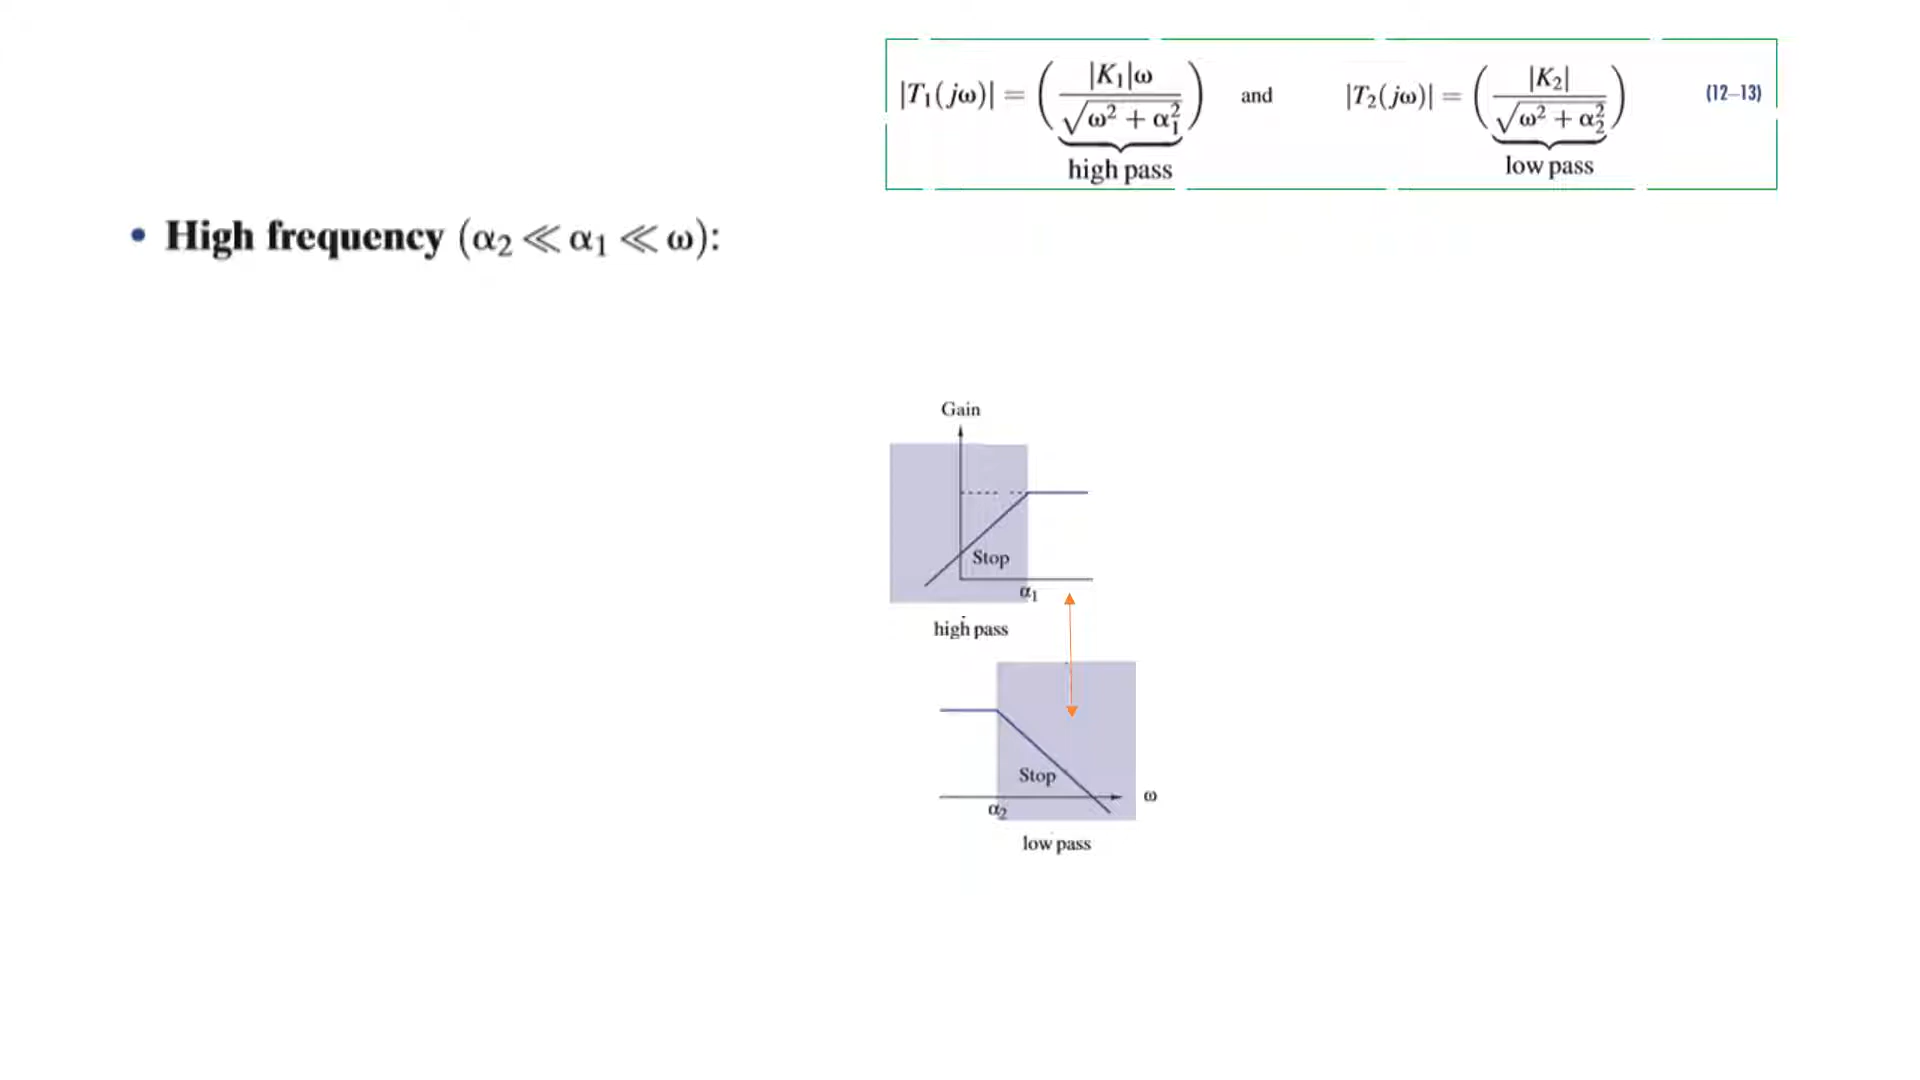 |T₁(jω)| = ( |K₁|ω / √(ω² + α₁²) ) and |T₂(jω)| = ( |K₂| / √(ω² + α₂²) ) (12–13)
high pass low pass
• High frequency (α₂ ≪ α₁ ≪ ω):
Gain
Stop
α₁
high pass
Stop
ω
α₂
low pass